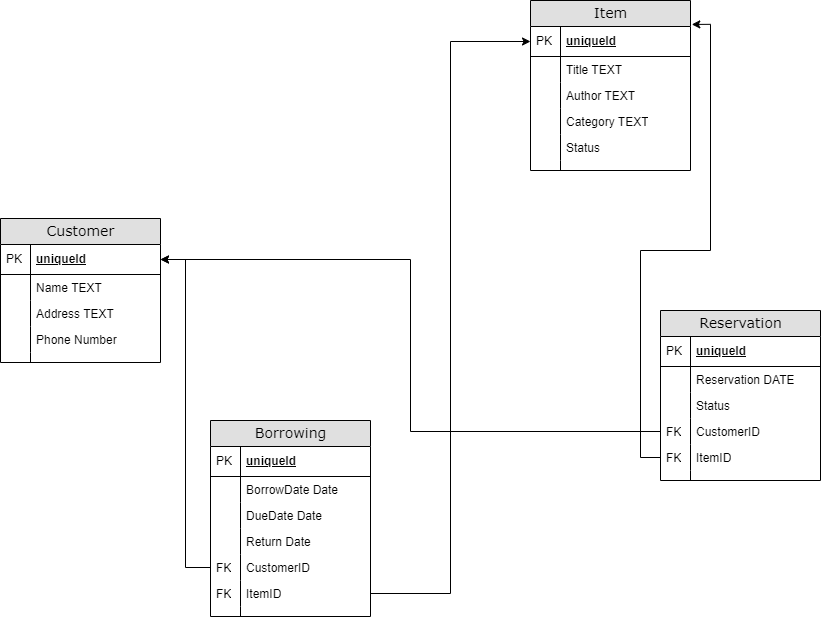 Item
PK uniqueId
Title TEXT
Author TEXT
Category TEXT
Status
Customer
PK uniqueId
Name TEXT
Address TEXT
Phone Number
Reservation
PK uniqueId
Reservation DATE
Status
FK CustomerID
FK ItemID
Borrowing
PK uniqueId
BorrowDate Date
DueDate Date
Return Date
FK CustomerID
FK ItemID